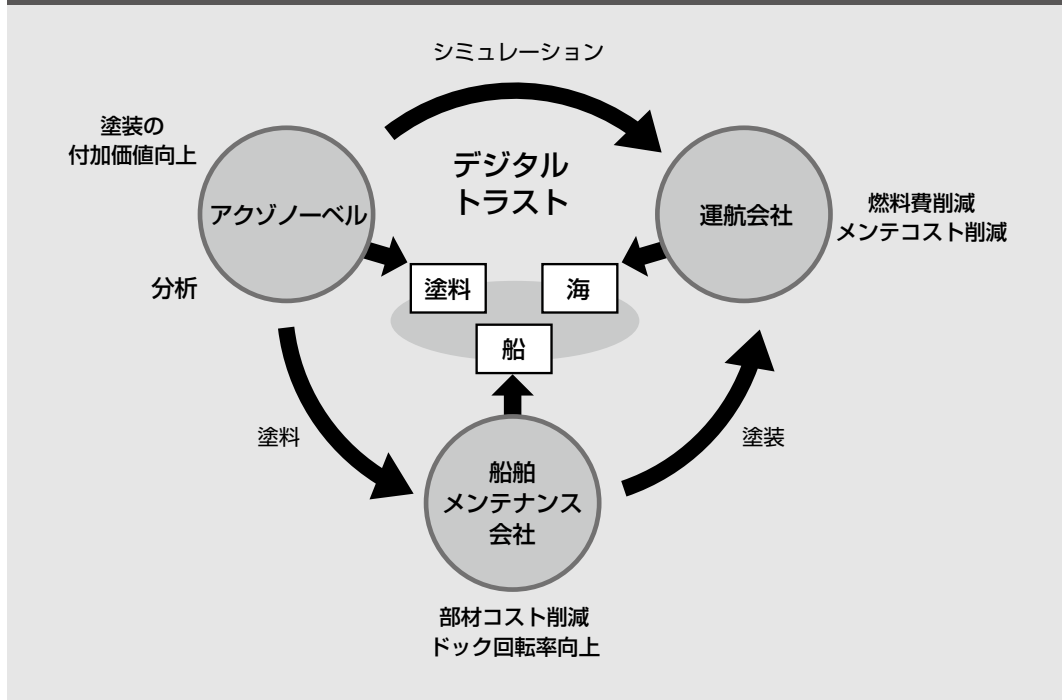 シミュレーション
塗装の
付加価値向上
デジタル
トラスト
アクゾノーベル
運航会社
燃料費削減
メンテコスト削減
分析
塗料
海
船
塗料
塗装
船舶
メンテナンス
会社
部材コスト削減
ドック回転率向上